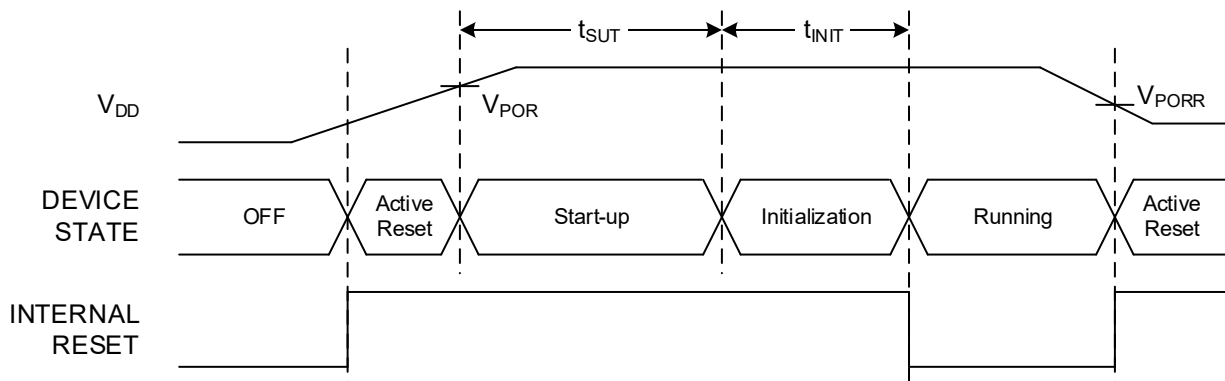 tSUT
tINIT
VDD
VPOR
VPORR
DEVICE
STATE
OFF
Active
Reset
Start-up
Initialization
Running
Active
Reset
INTERNAL
RESET